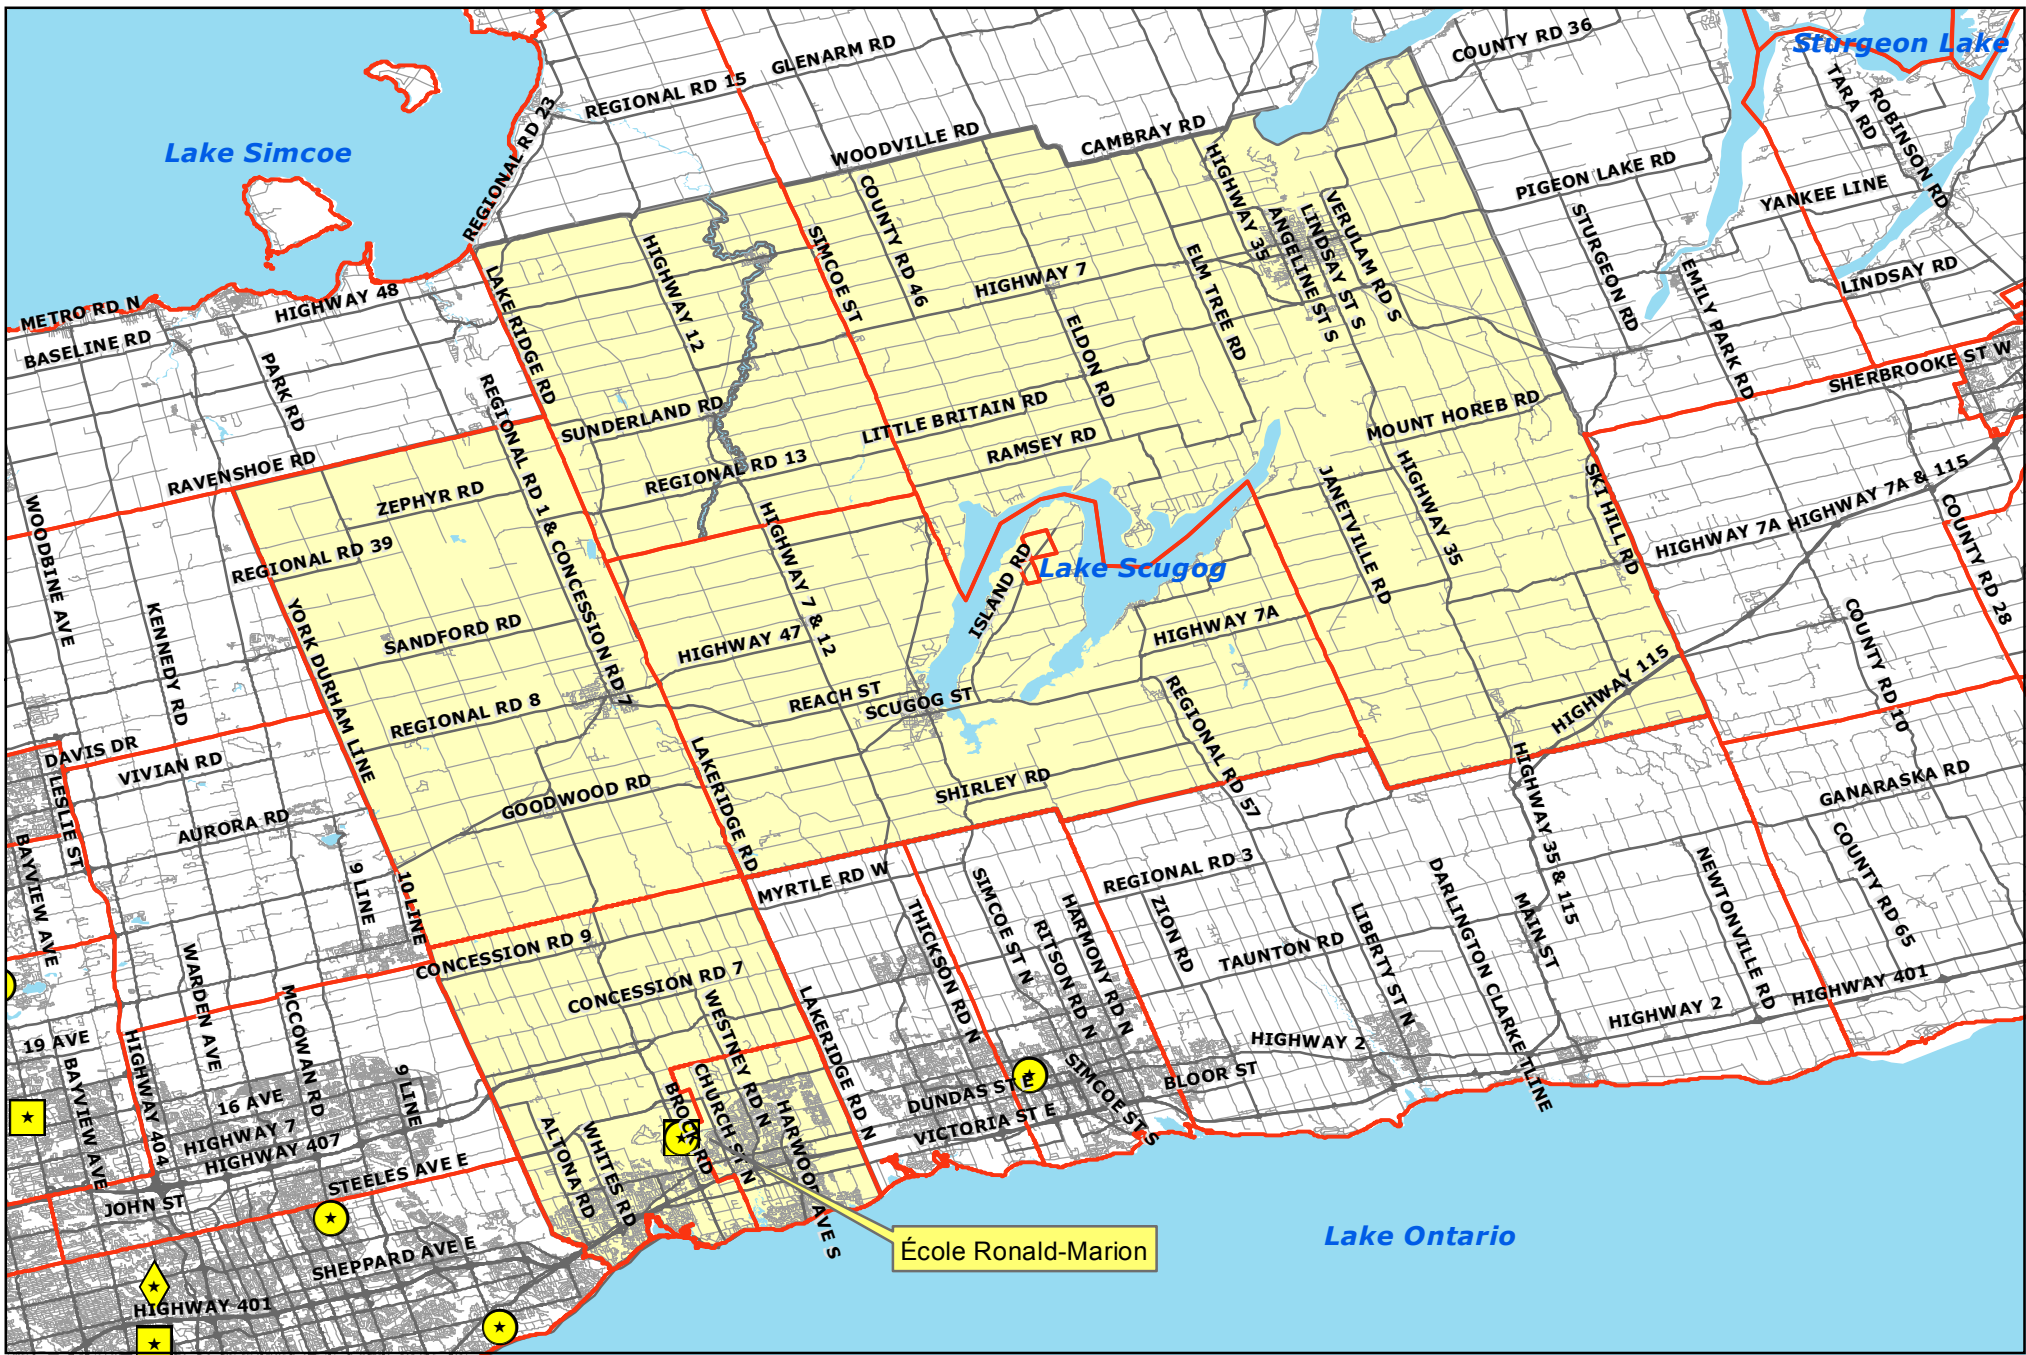 COUNTY RD 36
Sturgeon Lake
GLENARM RD
REGIONAL RD 15
TARA RD
ROBINSON RD
REGIONAL RD 23
Lake Simcoe
WOODVILLE RD
CAMBRAY RD
HIGHWAY 35
PIGEON LAKE RD
YANKEE LINE
COUNTY RD 46
VERULAM RD S
LINDSAY ST S
ANGELINE ST S
STURGEON RD
SIMCOE ST
HIGHWAY 12
ELM TREE RD
HIGHWAY 7
EMILY PARK RD
LINDSAY RD
LAKE RIDGE RD
METRO RD N
HIGHWAY 48
BASELINE RD
PARK RD
ELDON RD
SHERBROOKE ST W
REGIONAL RD 1 & CONCESSION RD 7
SUNDERLAND RD
LITTLE BRITAIN RD
MOUNT HOREB RD
RAMSEY RD
RAVENSHOE RD
REGIONAL RD 13
ZEPHYR RD
JANETVILLE RD
HIGHWAY 35
SKI HILL RD
HIGHWAY 7A & 115
HIGHWAY 7A
COUNTY RD 28
WOODBINE AVE
HIGHWAY 7 & 12
REGIONAL RD 39
ISLAND RD
Lake Scugog
KENNEDY RD
YORK DURHAM LINE
SANDFORD RD
HIGHWAY 47
HIGHWAY 7A
COUNTY RD 10
HIGHWAY 115
REACH ST
SCUGOG ST
REGIONAL RD 8
REGIONAL RD 57
DAVIS DR
VIVIAN RD
LESLIE ST
LAKERIDGE RD
SHIRLEY RD
GOODWOOD RD
HIGHWAY 35 & 115
GANARASKA RD
AURORA RD
BAYVIEW AVE
COUNTY RD 65
9 LINE
10 LINE
MYRTLE RD W
REGIONAL RD 3
NEWTONVILLE RD
DARLINGTON CLARKE TLINE
MAIN ST
SIMCOE ST N
HARMONY RD N
RITSON RD N
ZION RD
THICKSON RD N
LIBERTY ST N
TAUNTON RD
CONCESSION RD 9
CONCESSION RD 7
WARDEN AVE
MCCOWAN RD
WESTNEY RD N
LAKERIDGE RD N
HIGHWAY 401
HIGHWAY 2
HIGHWAY 2
19 AVE
BAYVIEW AVE
HIGHWAY 404
9 LINE
16 AVE
HIGHWAY 7
HIGHWAY 407
BROCK RD
CHURCH ST N
HARWOOD AVE S
DUNDAS ST E
SIMCOE ST S
BLOOR ST
VICTORIA ST E
ALTONA RD
WHITES RD
STEELES AVE E
JOHN ST
École Ronald-Marion
Lake Ontario
SHEPPARD AVE E
HIGHWAY 401